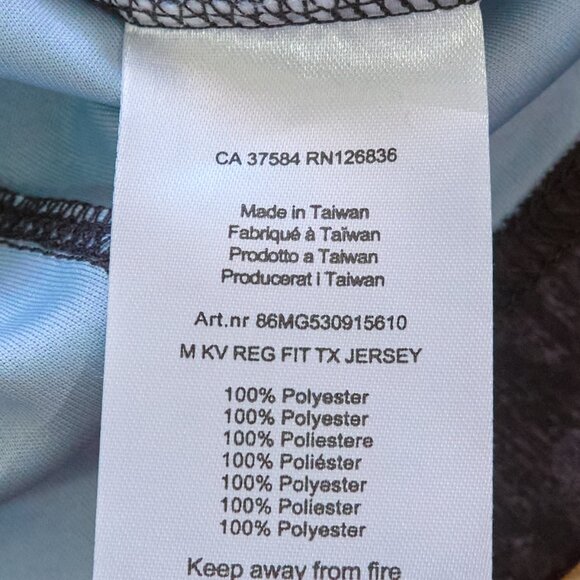 CA 37584 RN126836
Made in Taiwan
Fabriqué à Taïwan
Prodotto a Taiwan
Producerat i Taiwan
Art.nr 86MG530915610
M KV REG FIT TX JERSEY
100% Polyester
100% Polyester
100% Poliestere
100% Poliéster
100% Polyester
100% Poliester
100% Polyester
Keep away from fire